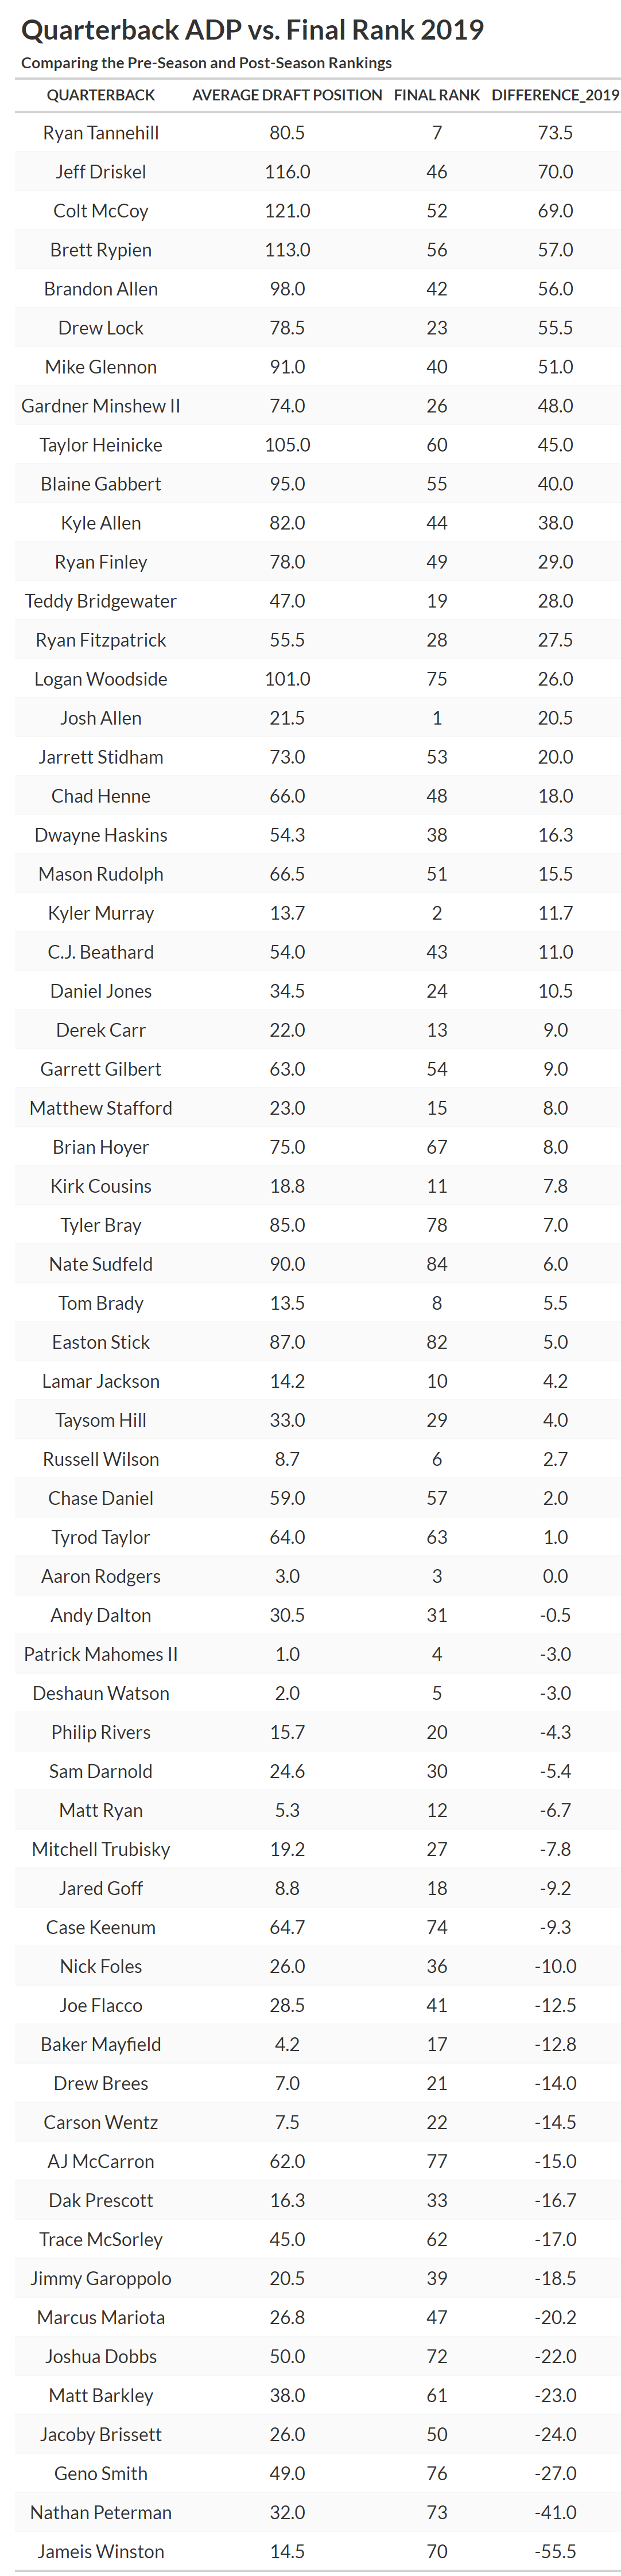 Quarterback ADP vs. Final Rank 2019
Comparing the Pre-Season and Post-Season Rankings
QUARTERBACK AVERAGE DRAFT POSITION FINAL RANK DIFFERENCE_2019
Ryan Tannehill 80.5 7 73.5
Jeff Driskel 116.0 46 70.0
Colt McCoy 121.0 52 69.0
Brett Rypien 113.0 56 57.0
Brandon Allen 98.0 42 56.0
Drew Lock 78.5 23 55.5
Mike Glennon 91.0 40 51.0
Gardner Minshew II 74.0 26 48.0
Taylor Heinicke 105.0 60 45.0
Blaine Gabbert 95.0 55 40.0
Kyle Allen 82.0 44 38.0
Ryan Finley 78.0 49 29.0
Teddy Bridgewater 47.0 19 28.0
Ryan Fitzpatrick 55.5 28 27.5
Logan Woodside 101.0 75 26.0
Josh Allen 21.5 1 20.5
Jarrett Stidham 73.0 53 20.0
Chad Henne 66.0 48 18.0
Dwayne Haskins 54.3 38 16.3
Mason Rudolph 66.5 51 15.5
Kyler Murray 13.7 2 11.7
C.J. Beathard 54.0 43 11.0
Daniel Jones 34.5 24 10.5
Derek Carr 22.0 13 9.0
Garrett Gilbert 63.0 54 9.0
Matthew Stafford 23.0 15 8.0
Brian Hoyer 75.0 67 8.0
Kirk Cousins 18.8 11 7.8
Tyler Bray 85.0 78 7.0
Nate Sudfeld 90.0 84 6.0
Tom Brady 13.5 8 5.5
Easton Stick 87.0 82 5.0
Lamar Jackson 14.2 10 4.2
Taysom Hill 33.0 29 4.0
Russell Wilson 8.7 6 2.7
Chase Daniel 59.0 57 2.0
Tyrod Taylor 64.0 63 1.0
Aaron Rodgers 3.0 3 0.0
Andy Dalton 30.5 31 -0.5
Patrick Mahomes II 1.0 4 -3.0
Deshaun Watson 2.0 5 -3.0
Philip Rivers 15.7 20 -4.3
Sam Darnold 24.6 30 -5.4
Matt Ryan 5.3 12 -6.7
Mitchell Trubisky 19.2 27 -7.8
Jared Goff 8.8 18 -9.2
Case Keenum 64.7 74 -9.3
Nick Foles 26.0 36 -10.0
Joe Flacco 28.5 41 -12.5
Baker Mayfield 4.2 17 -12.8
Drew Brees 7.0 21 -14.0
Carson Wentz 7.5 22 -14.5
AJ McCarron 62.0 77 -15.0
Dak Prescott 16.3 33 -16.7
Trace McSorley 45.0 62 -17.0
Jimmy Garoppolo 20.5 39 -18.5
Marcus Mariota 26.8 47 -20.2
Joshua Dobbs 50.0 72 -22.0
Matt Barkley 38.0 61 -23.0
Jacoby Brissett 26.0 50 -24.0
Geno Smith 49.0 76 -27.0
Nathan Peterman 32.0 73 -41.0
Jameis Winston 14.5 70 -55.5